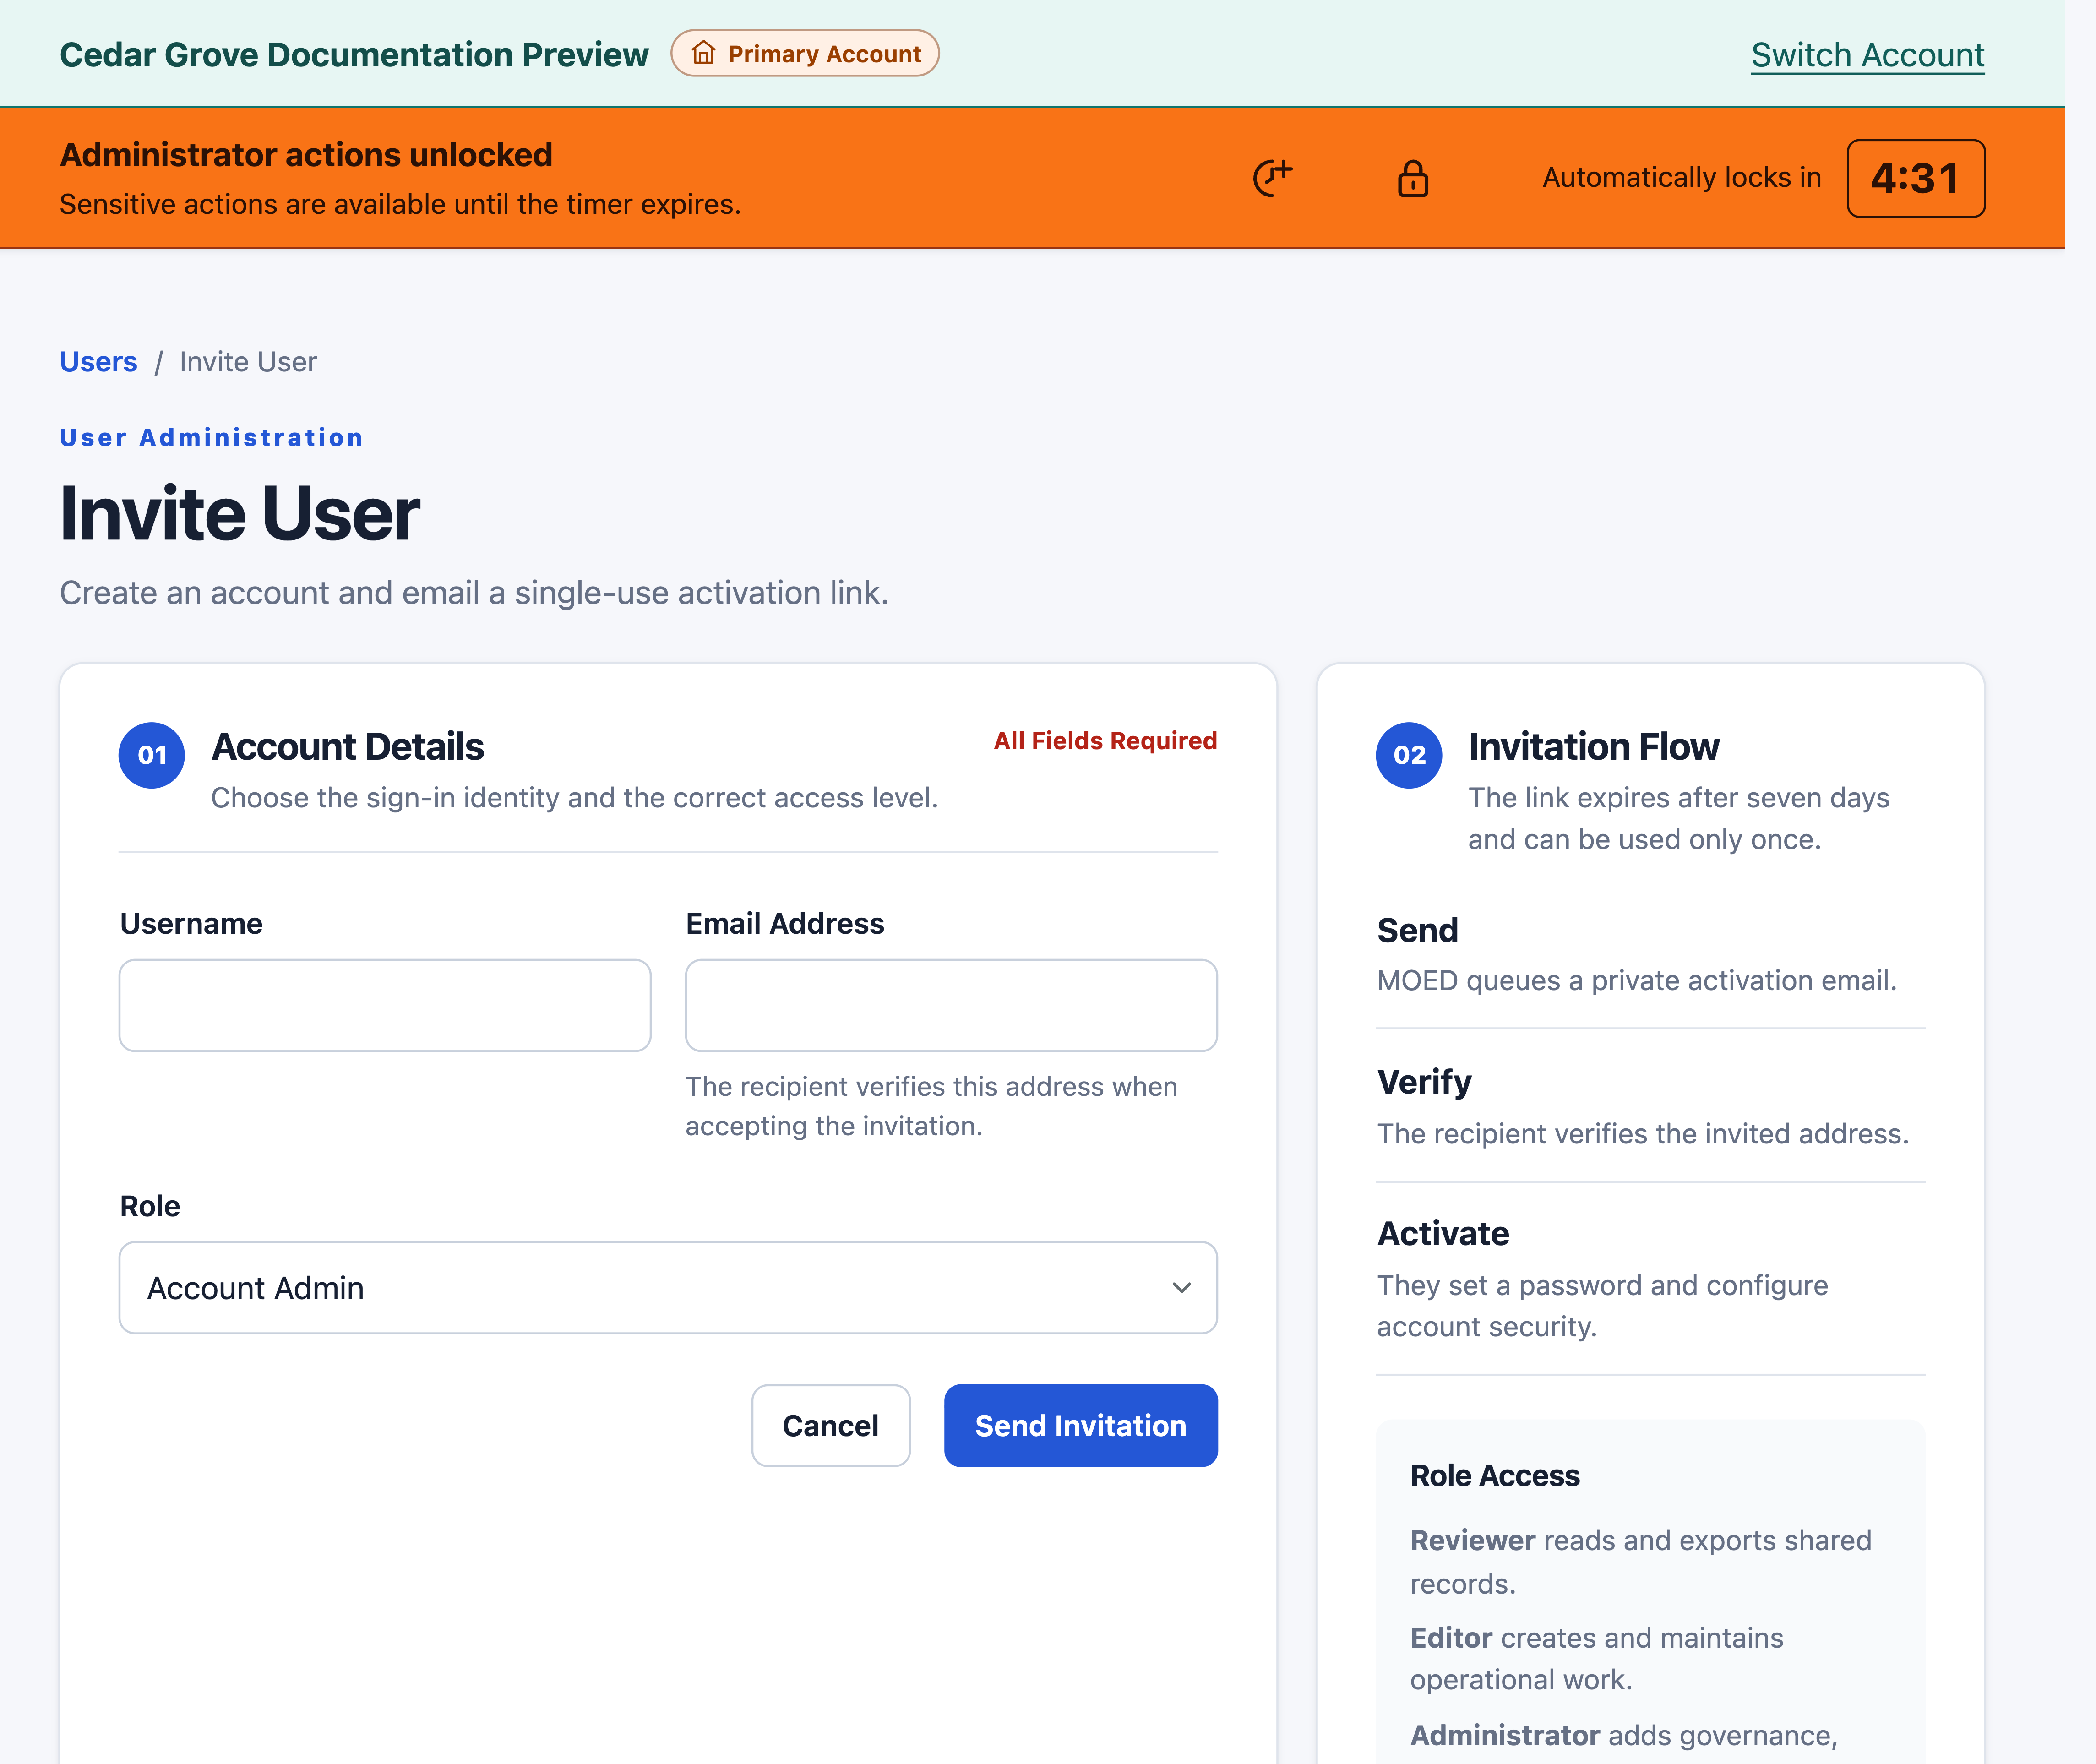 Cedar Grove Documentation Preview
Primary Account
Switch Account
Administrator actions unlocked
Sensitive actions are available until the timer expires.
Automatically locks in
4:31
Users / Invite User
User Administration
Invite User
Create an account and email a single-use activation link.
01
Account Details
All Fields Required
Choose the sign-in identity and the correct access level.
Username
Email Address
The recipient verifies this address when
accepting the invitation.
Role
Account Admin
Cancel
Send Invitation
02
Invitation Flow
The link expires after seven days
and can be used only once.
Send
MOED queues a private activation email.
Verify
The recipient verifies the invited address.
Activate
They set a password and configure
account security.
Role Access
Reviewer reads and exports shared
records.
Editor creates and maintains
operational work.
Administrator adds governance,